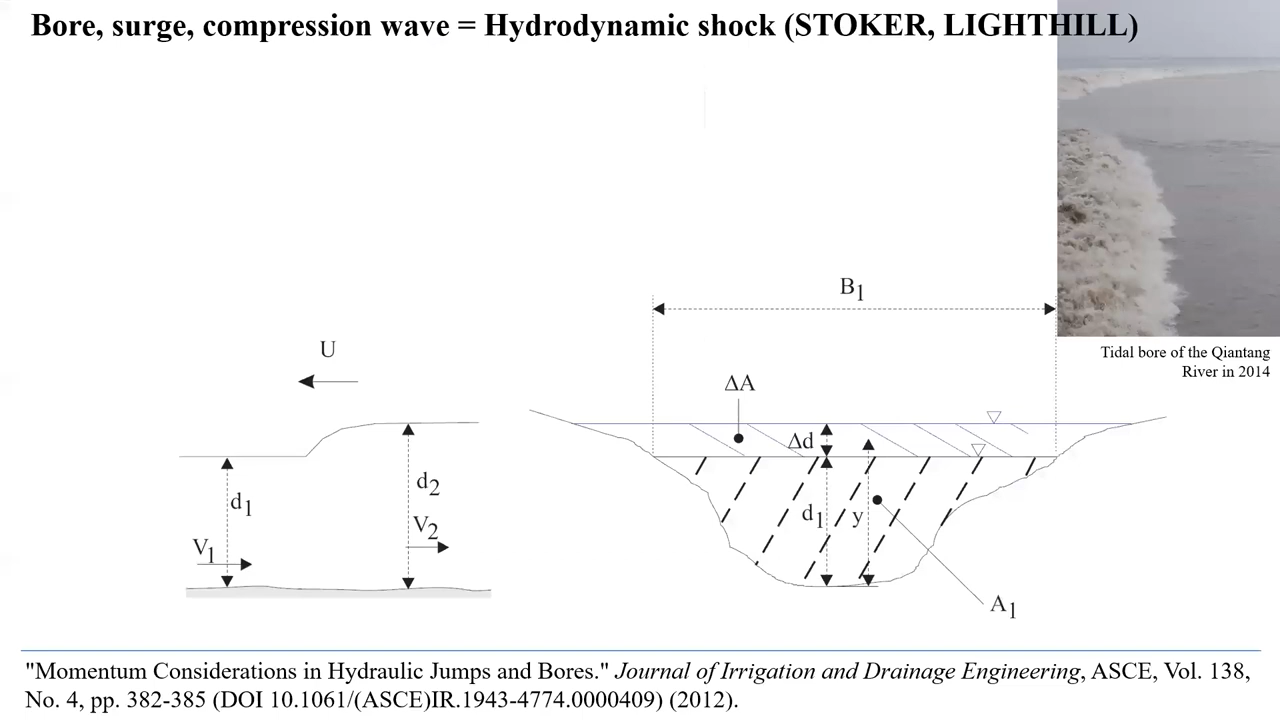 Bore, surge, compression wave = Hydrodynamic shock (STOKER, LIGHTHILL)
B1
Tidal bore of the Qiantang
River in 2014
U
ΔA
Δd
d1
d2
V1
V2
d1
y
A1
"Momentum Considerations in Hydraulic Jumps and Bores." Journal of Irrigation and Drainage Engineering, ASCE, Vol. 138,
No. 4, pp. 382-385 (DOI 10.1061/(ASCE)IR.1943-4774.0000409) (2012).